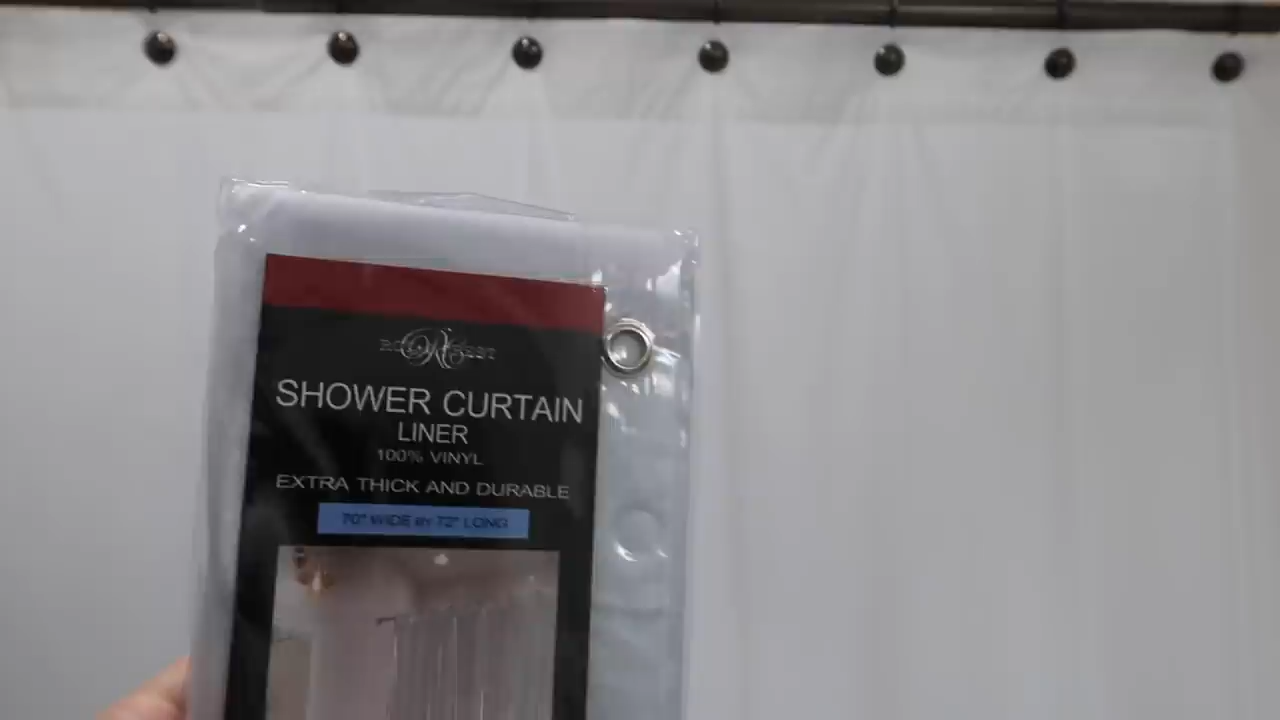 SHOWER CURTAIN
LINER
100% VINYL
EXTRA THICK AND DURABLE
70" WIDE BY 72" LONG